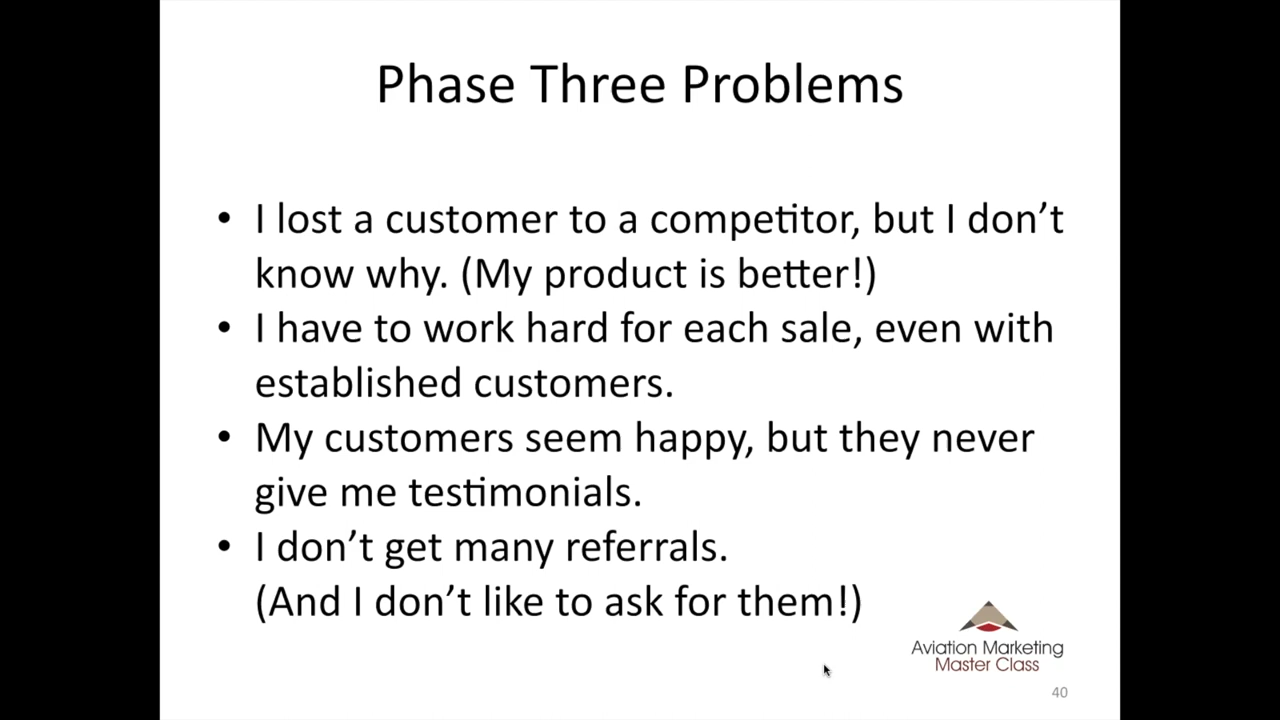 Phase Three Problems
• I lost a customer to a competitor, but I don’t
know why. (My product is better!)
• I have to work hard for each sale, even with
established customers.
• My customers seem happy, but they never
give me testimonials.
• I don’t get many referrals.
(And I don’t like to ask for them!)
Aviation Marketing
Master Class
40